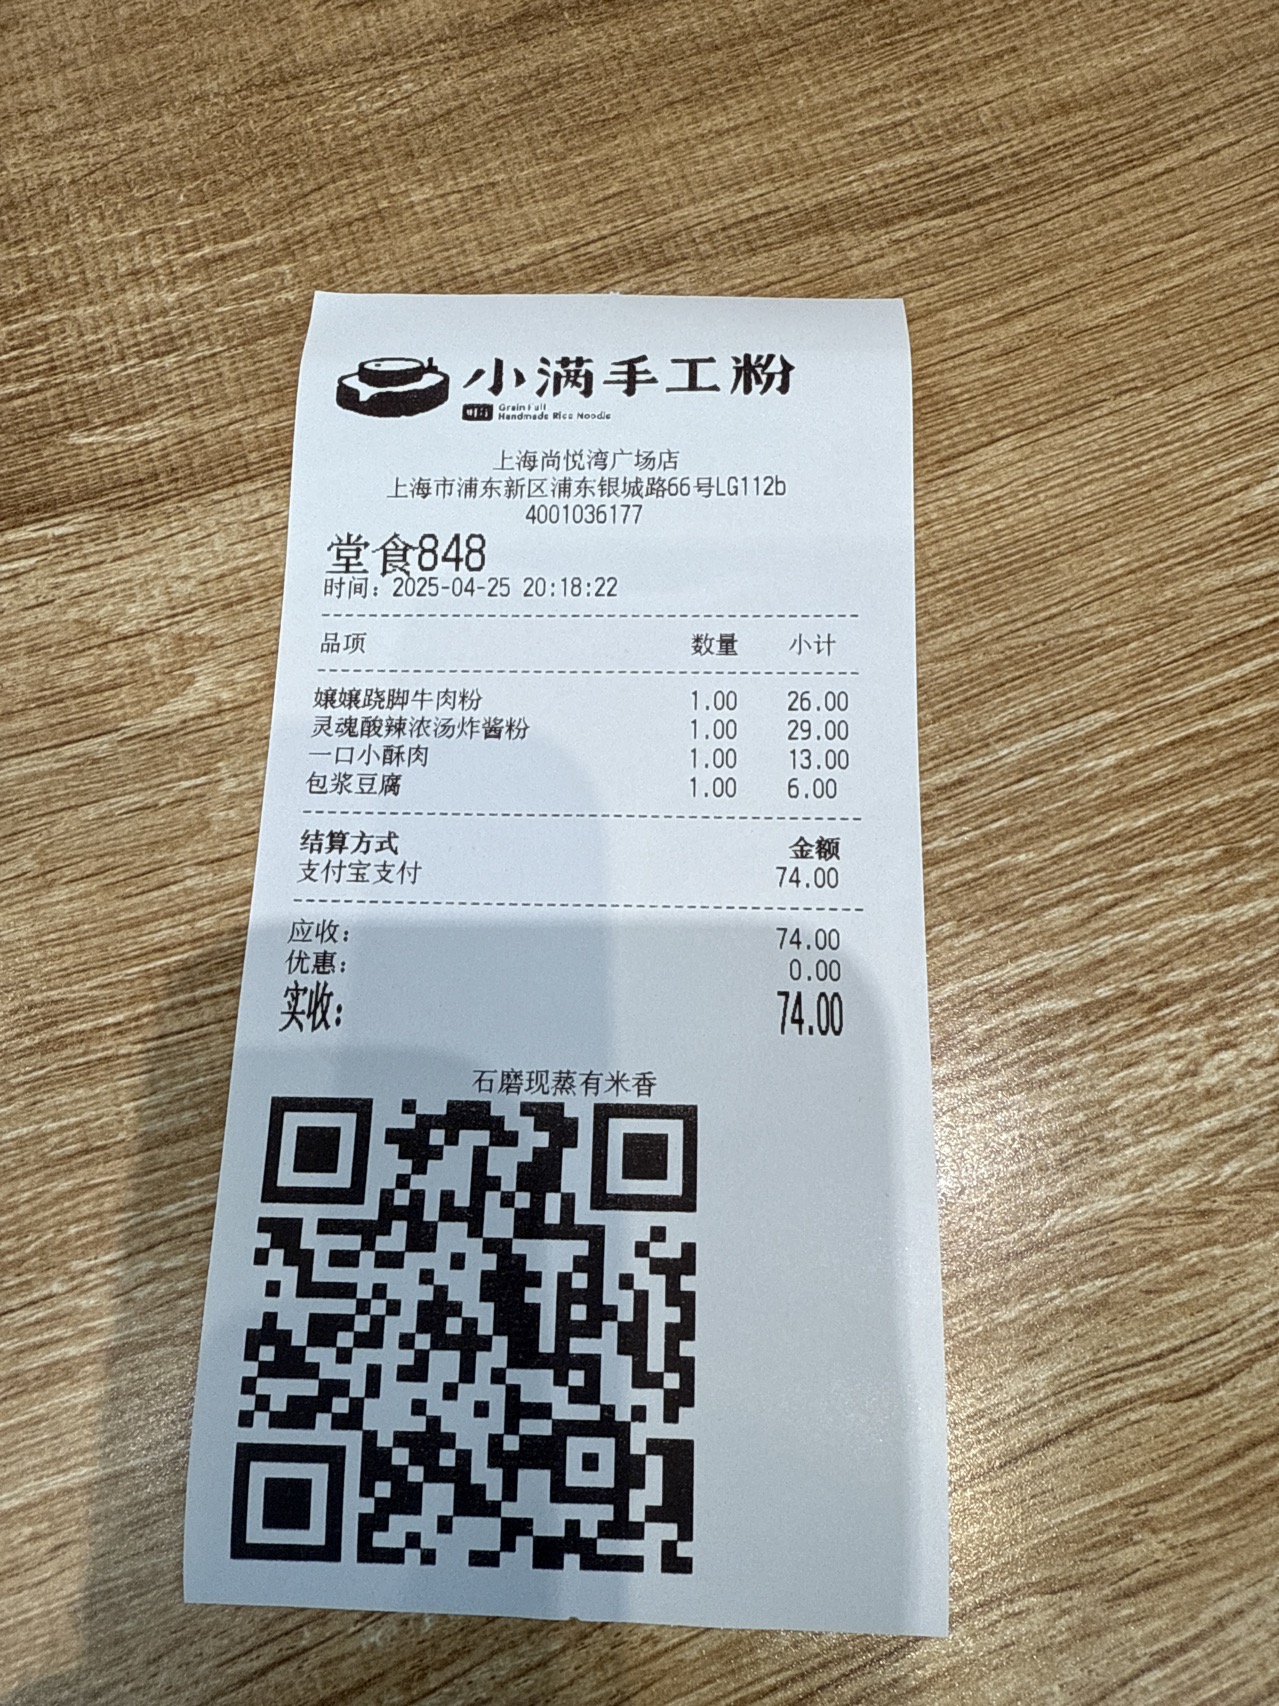 小满手工粉
Grain Full
Handmade Rice Noodle
上海尚悦湾广场店
上海市浦东新区浦东银城路66号LG112b
4001036177
堂食848
时间：2025-04-25 20:18:22
品项 数量 小计
嬢嬢跷脚牛肉粉 1.00 26.00
灵魂酸辣浓汤炸酱粉 1.00 29.00
一口小酥肉 1.00 13.00
包浆豆腐 1.00 6.00
结算方式 金额
支付宝支付 74.00
应收： 74.00
优惠： 0.00
实收： 74.00
石磨现蒸有米香